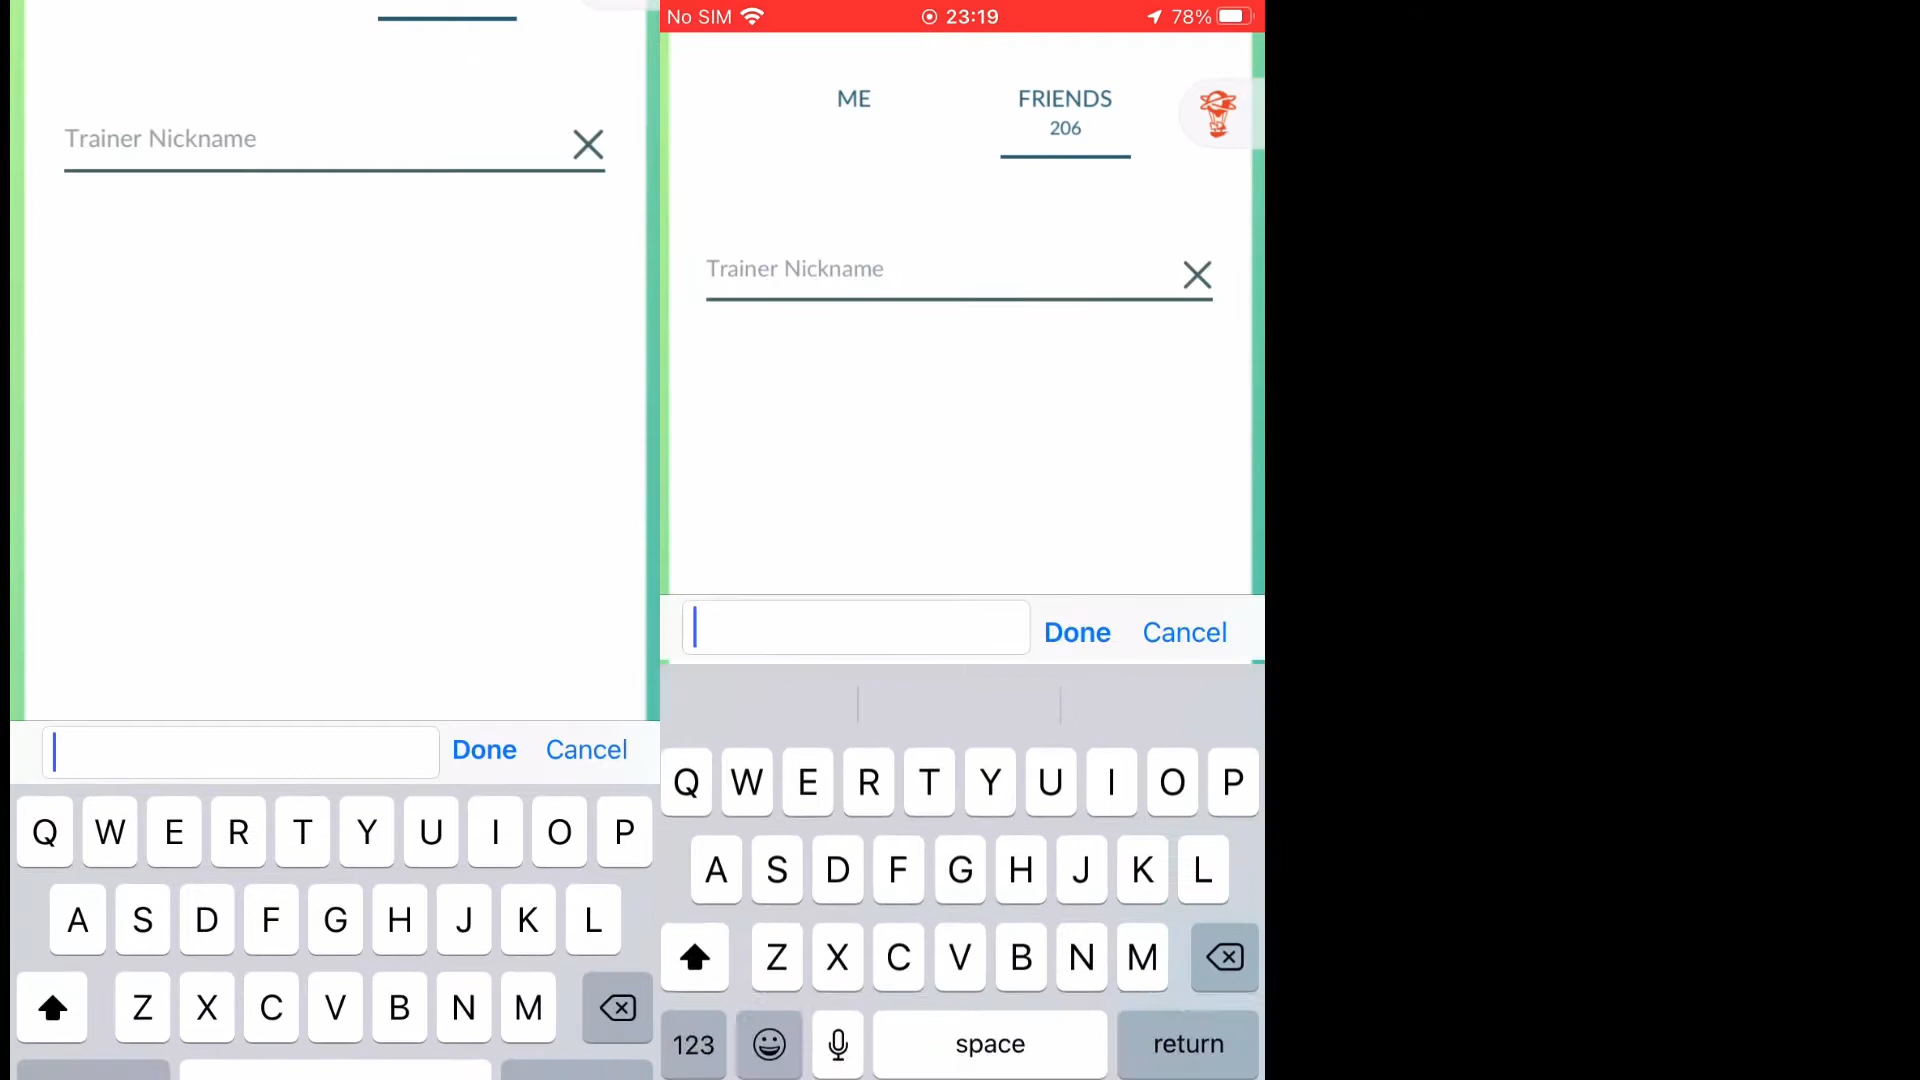 Trainer Nickname
Done Cancel
Q W E R T Y U I O P
A S D F G H J K L
Z X C V B N M
No SIM 23:19 78%
ME FRIENDS
206
Trainer Nickname
Done Cancel
Q W E R T Y U I O P
A S D F G H J K L
Z X C V B N M
123 space return